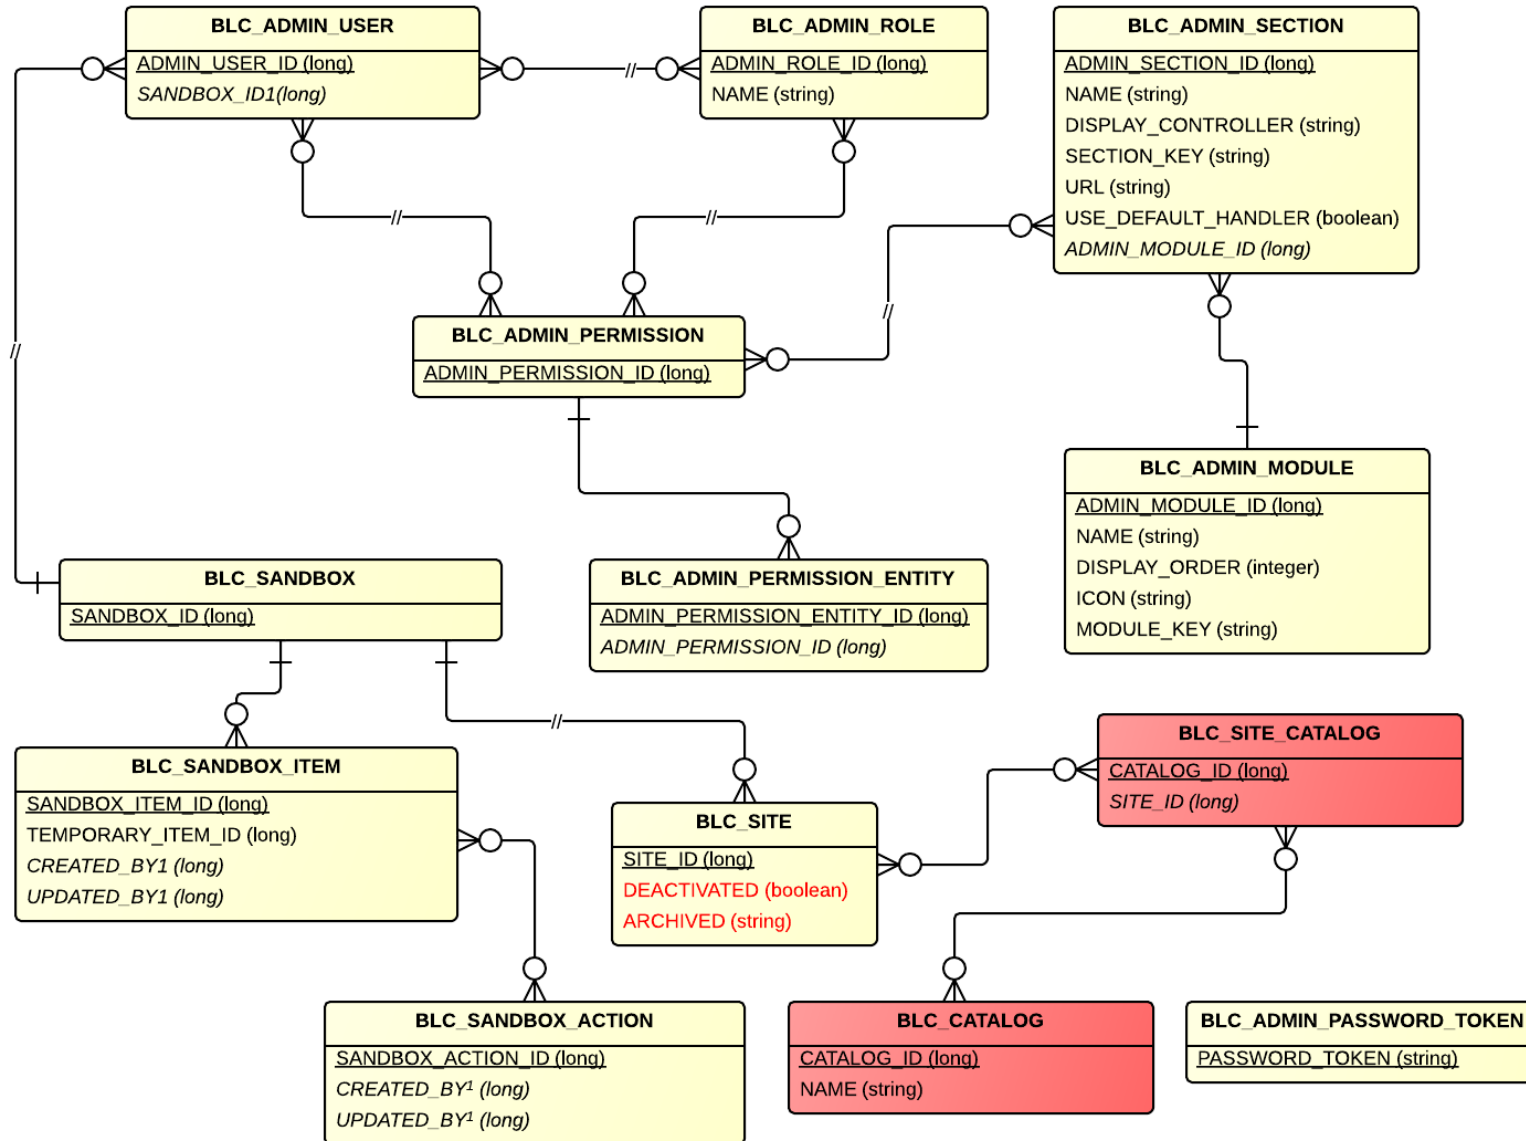 BLC_ADMIN_USER
ADMIN_USER_ID (long)
SANDBOX_ID1(long)
BLC_ADMIN_ROLE
ADMIN_ROLE_ID (long)
NAME (string)
BLC_ADMIN_SECTION
ADMIN_SECTION_ID (long)
NAME (string)
DISPLAY_CONTROLLER (string)
SECTION_KEY (string)
URL (string)
USE_DEFAULT_HANDLER (boolean)
ADMIN_MODULE_ID (long)
//
//
//
//
//
BLC_ADMIN_PERMISSION
ADMIN_PERMISSION_ID (long)
BLC_ADMIN_MODULE
ADMIN_MODULE_ID (long)
NAME (string)
DISPLAY_ORDER (integer)
ICON (string)
MODULE_KEY (string)
BLC_SANDBOX
SANDBOX_ID (long)
BLC_ADMIN_PERMISSION_ENTITY
ADMIN_PERMISSION_ENTITY_ID (long)
ADMIN_PERMISSION_ID (long)
//
BLC_SANDBOX_ITEM
SANDBOX_ITEM_ID (long)
TEMPORARY_ITEM_ID (long)
CREATED_BY1 (long)
UPDATED_BY1 (long)
BLC_SITE
SITE_ID (long)
DEACTIVATED (boolean)
ARCHIVED (string)
BLC_SITE_CATALOG
CATALOG_ID (long)
SITE_ID (long)
BLC_SANDBOX_ACTION
SANDBOX_ACTION_ID (long)
CREATED_BY¹ (long)
UPDATED_BY¹ (long)
BLC_CATALOG
CATALOG_ID (long)
NAME (string)
BLC_ADMIN_PASSWORD_TOKEN
PASSWORD_TOKEN (string)